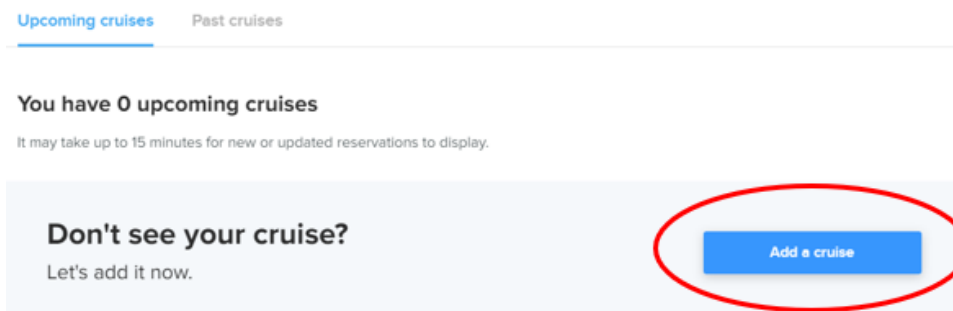 Upcoming cruises Past cruises
You have 0 upcoming cruises
It may take up to 15 minutes for new or updated reservations to display.
Don't see your cruise?
Let's add it now.
Add a cruise